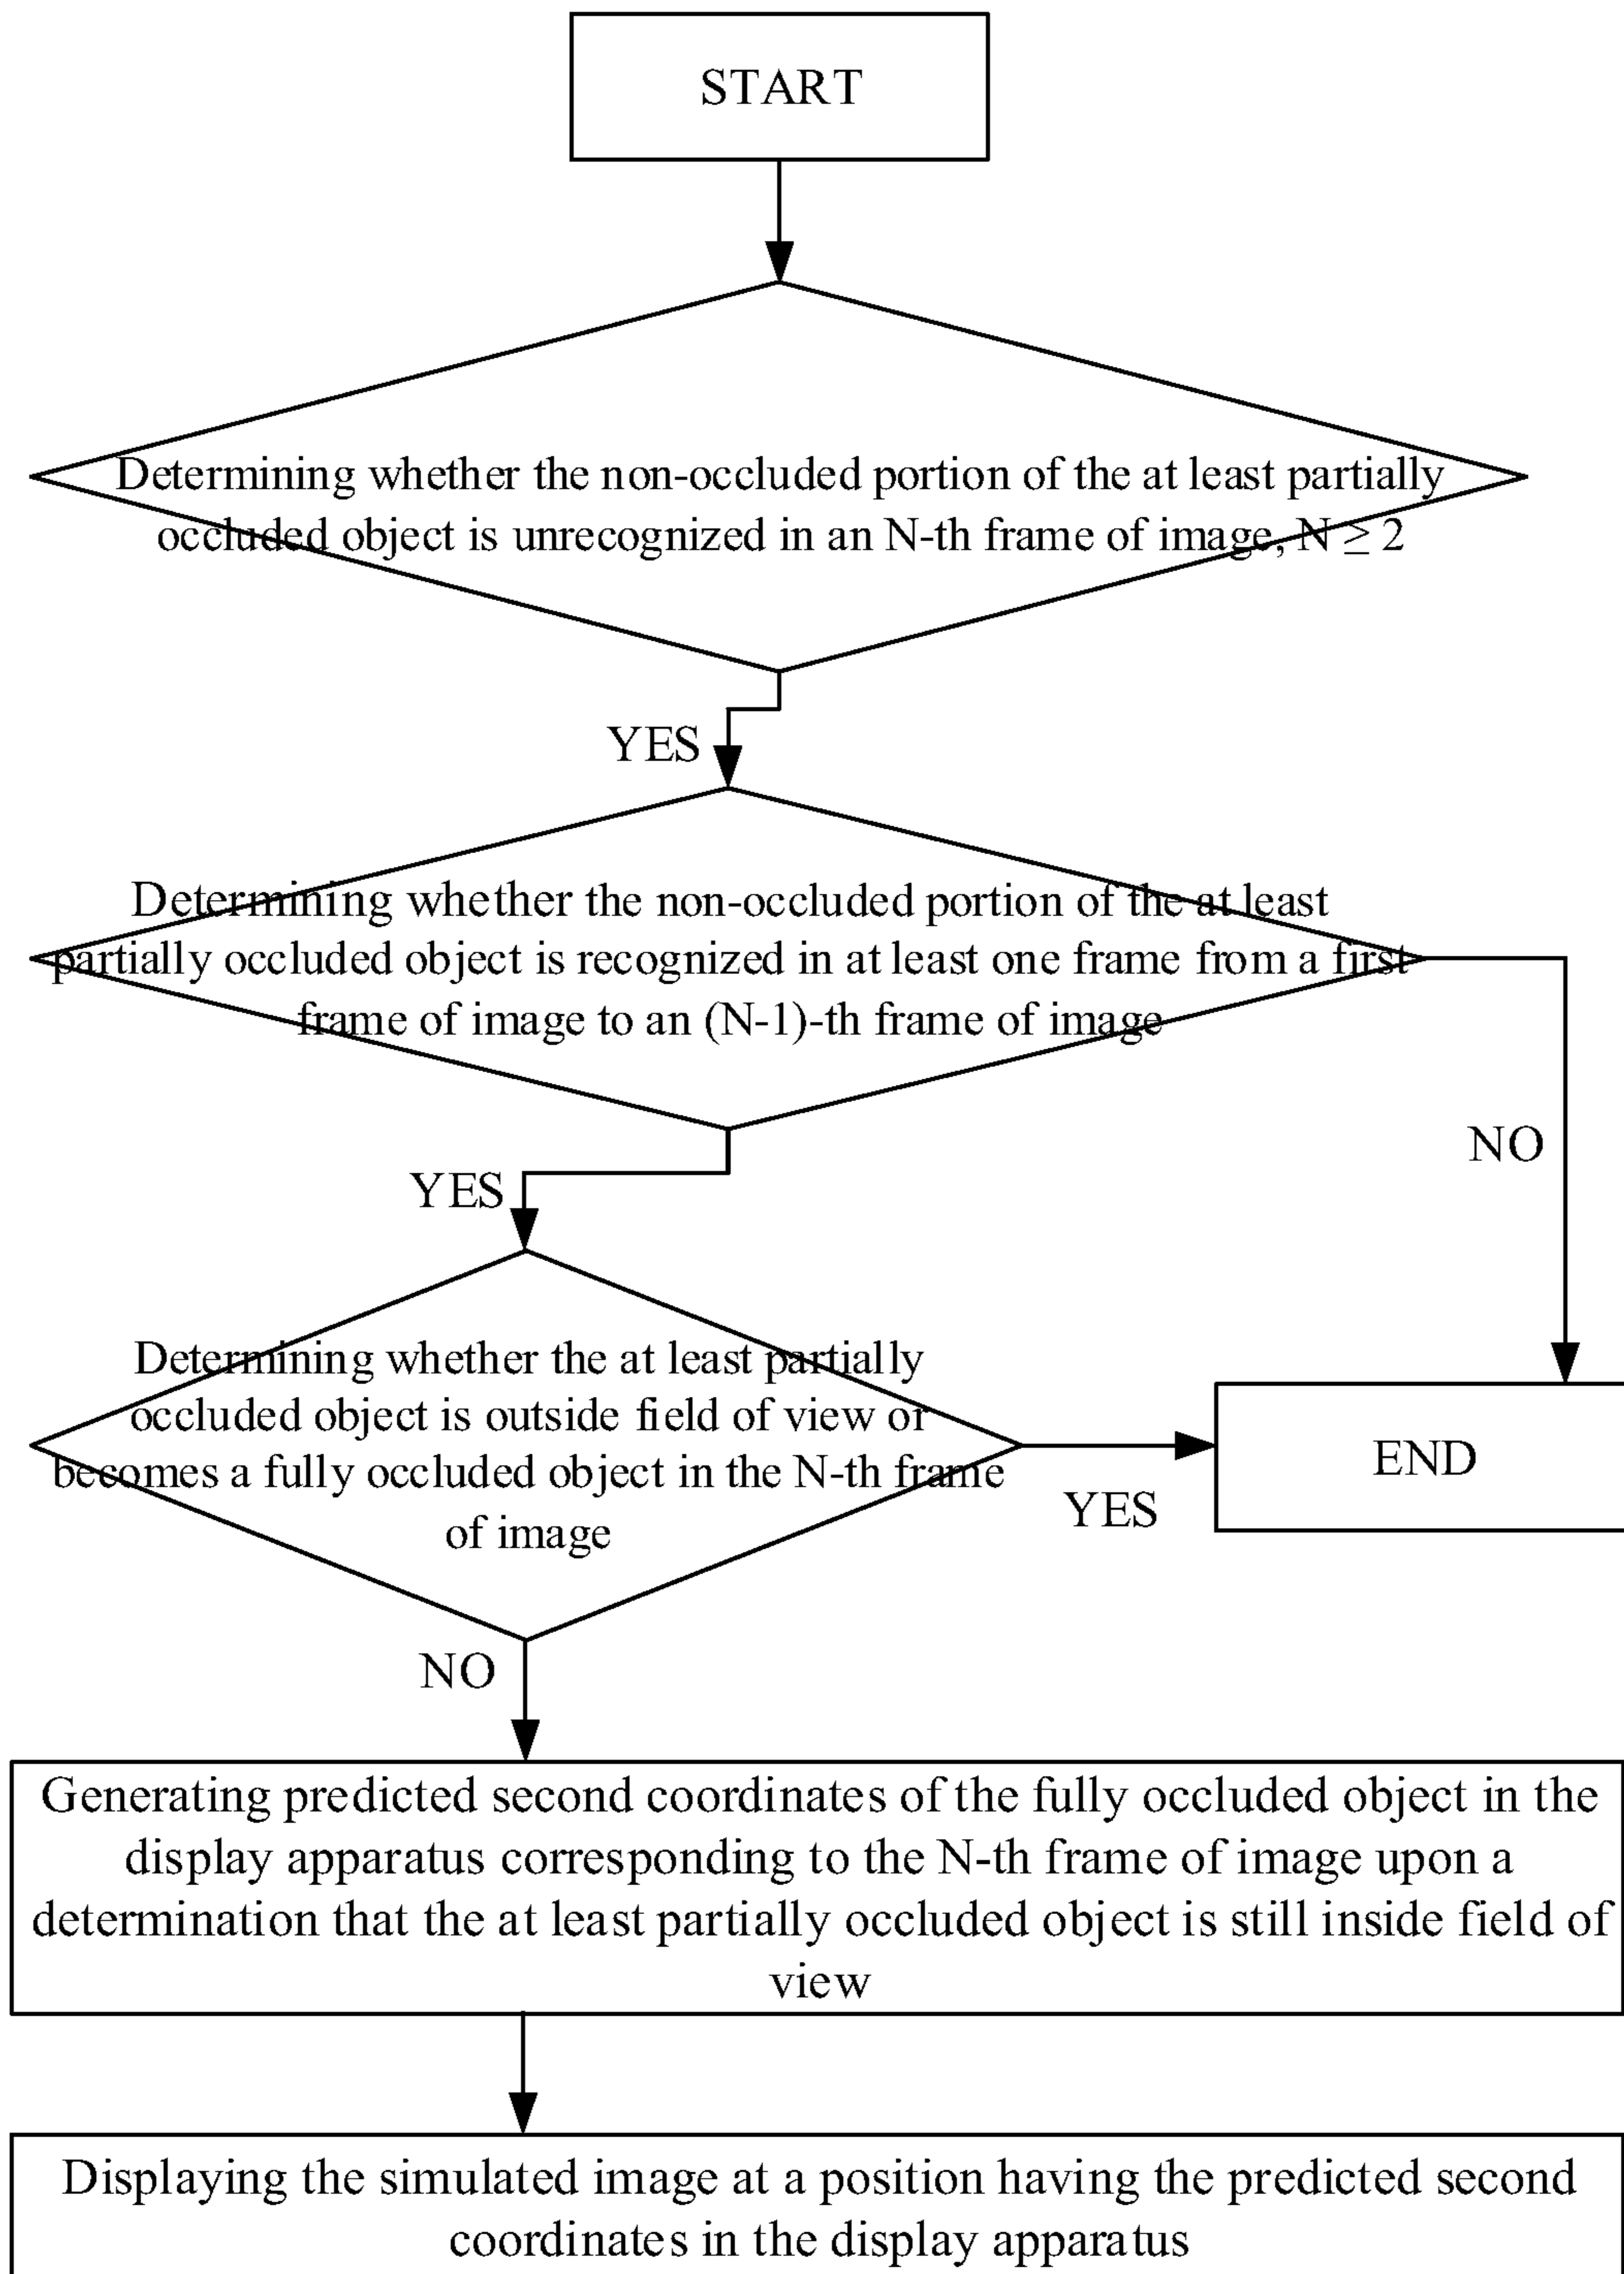 START
Determining whether the non-occluded portion of the at least partially
occluded object is unrecognized in an N-th frame of image, N ≥ 2
YES
Determining whether the non-occluded portion of the at least
partially occluded object is recognized in at least one frame from a first
frame of image to an (N-1)-th frame of image
NO
YES
Determining whether the at least partially
occluded object is outside field of view or
becomes a fully occluded object in the N-th frame
of image
END
YES
NO
Generating predicted second coordinates of the fully occluded object in the
display apparatus corresponding to the N-th frame of image upon a
determination that the at least partially occluded object is still inside field of
view
Displaying the simulated image at a position having the predicted second
coordinates in the display apparatus